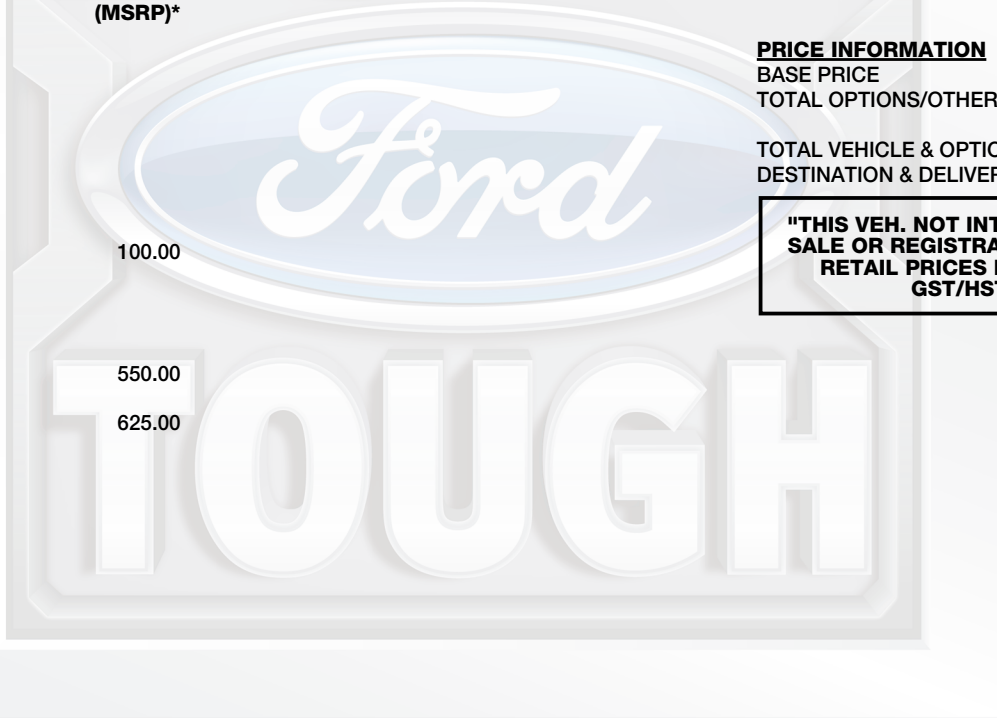 (MSRP)*
100.00
550.00
625.00
PRICE INFORMATION
BASE PRICE
TOTAL OPTIONS/OTHER
TOTAL VEHICLE & OPTIO
DESTINATION & DELIVER
"THIS VEH. NOT INT
SALE OR REGISTRA
RETAIL PRICES
GST/HST
Ford
TOUGH